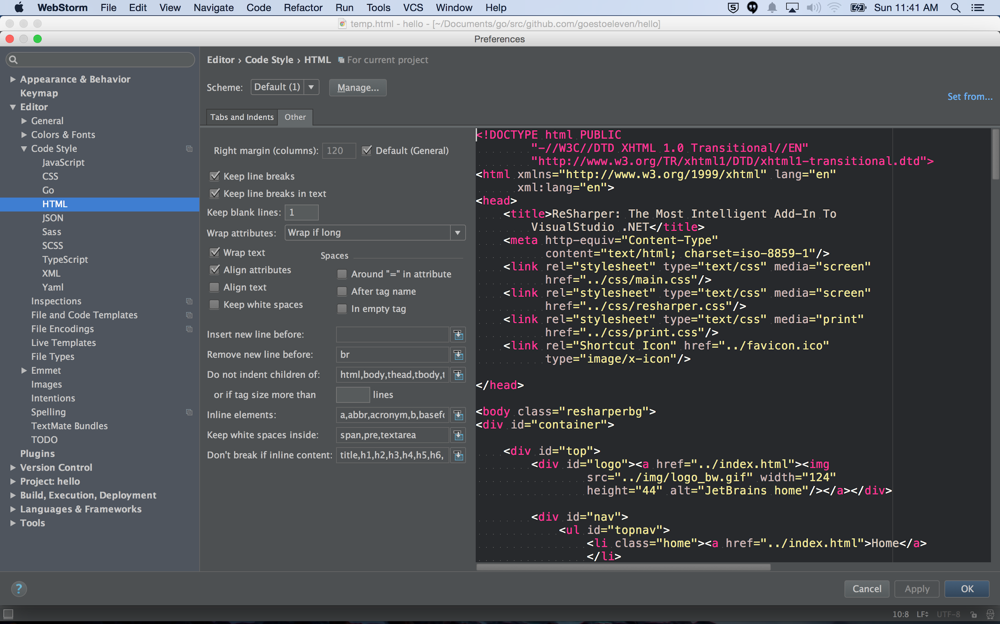 WebStorm File Edit View Navigate Code Refactor Run Tools VCS Window Help Sun 11:41 AM
temp.html - hello - [~/Documents/go/src/github.com/goestoeleven/hello]
Preferences
Appearance & Behavior
Keymap
Editor
General
Colors & Fonts
Code Style
JavaScript
CSS
Go
HTML
JSON
Sass
SCSS
TypeScript
XML
Yaml
Inspections
File and Code Templates
File Encodings
Live Templates
File Types
Emmet
Images
Intentions
Spelling
TextMate Bundles
TODO
Plugins
Version Control
Project: hello
Build, Execution, Deployment
Languages & Frameworks
Tools
Editor › Code Style › HTML For current project
Scheme: Default (1) Manage...
Set from...
Tabs and Indents Other
Right margin (columns): 120 Default (General)
Keep line breaks
Keep line breaks in text
Keep blank lines: 1
Wrap attributes: Wrap if long
Wrap text
Align attributes
Align text
Keep white spaces
Spaces
Around "=" in attribute
After tag name
In empty tag
Insert new line before:
Remove new line before: br
Do not indent children of: html,body,thead,tbody,t
or if tag size more than lines
Inline elements: a,abbr,acronym,b,basefo
Keep white spaces inside: span,pre,textarea
Don't break if inline content: title,h1,h2,h3,h4,h5,h6,
<!DOCTYPE html PUBLIC
"-//W3C//DTD XHTML 1.0 Transitional//EN"
"http://www.w3.org/TR/xhtml1/DTD/xhtml1-transitional.dtd">
<html xmlns="http://www.w3.org/1999/xhtml" lang="en"
xml:lang="en">
<head>
<title>ReSharper: The Most Intelligent Add-In To
VisualStudio .NET</title>
<meta http-equiv="Content-Type"
content="text/html; charset=iso-8859-1"/>
<link rel="stylesheet" type="text/css" media="screen"
href="../css/main.css"/>
<link rel="stylesheet" type="text/css" media="screen"
href="../css/resharper.css"/>
<link rel="stylesheet" type="text/css" media="print"
href="../css/print.css"/>
<link rel="Shortcut Icon" href="../favicon.ico"
type="image/x-icon"/>
</head>
<body class="resharperbg">
<div id="container">
<div id="top">
<div id="logo"><a href="../index.html"><img
src="../img/logo_bw.gif" width="124"
height="44" alt="JetBrains home"/></a></div>
<div id="nav">
<ul id="topnav">
<li class="home"><a href="../index.html">Home</a>
</li>
?
Cancel Apply OK
10:8 LF UTF-8